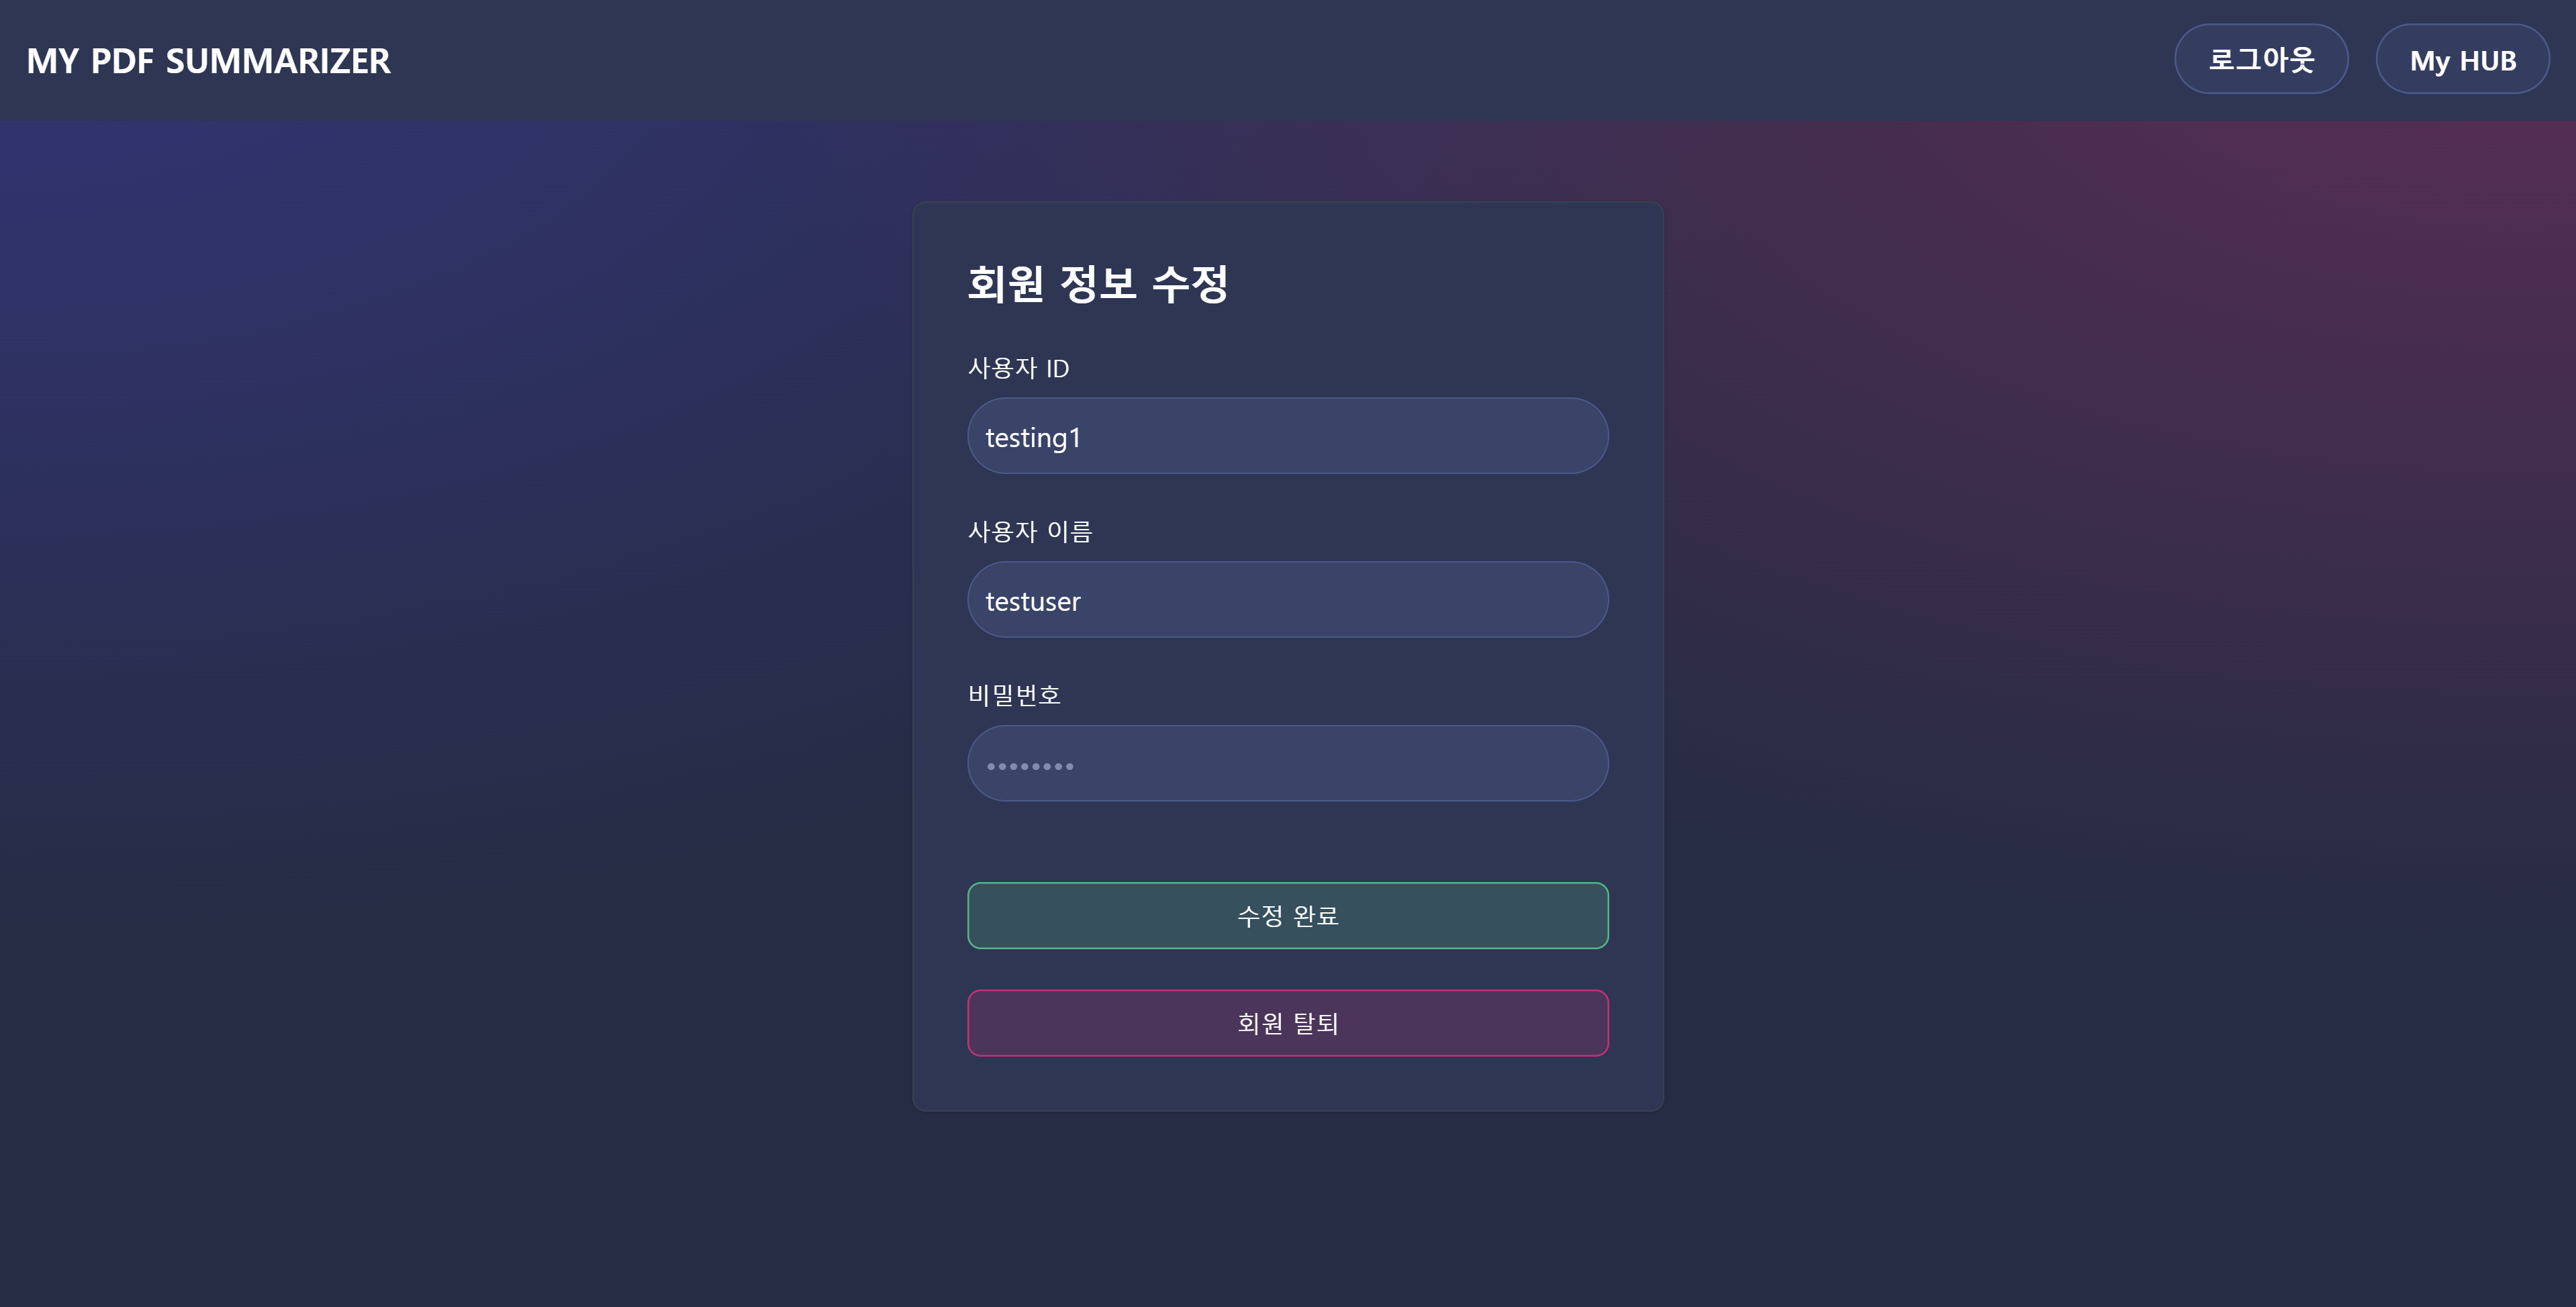 MY PDF SUMMARIZER
로그아웃
My HUB
회원 정보 수정
사용자 ID
testing1
사용자 이름
testuser
비밀번호
••••••••
수정 완료
회원 탈퇴